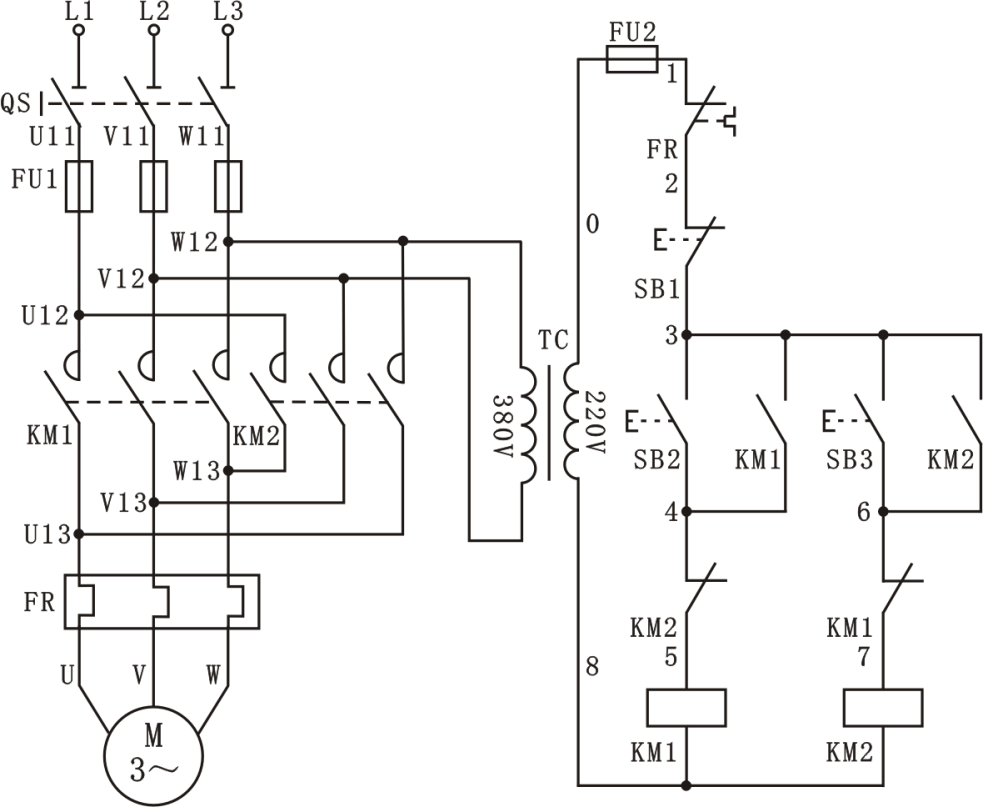 L1 L2 L3
FU2
1
QS
U11 V11 W11
FR
FU1
2
W12
0
V12
SB1
U12
3
TC
380V
220V
KM1
KM2
SB2
KM1
SB3
KM2
W13
V13
4
6
U13
FR
KM2
KM1
5
7
8
U V W
M
3~
KM1
KM2